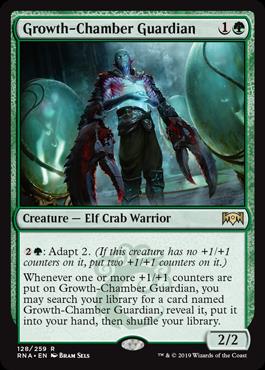 Growth-Chamber Guardian 1
Creature — Elf Crab Warrior
2: Adapt 2. (If this creature has no +1/+1
counters on it, put two +1/+1 counters on it.)
Whenever one or more +1/+1 counters are
put on Growth-Chamber Guardian, you
may search your library for a card named
Growth-Chamber Guardian, reveal it, put it
into your hand, then shuffle your library.
2/2
128/259 R
RNA • EN Bram Sels
™ & © 2019 Wizards of the Coast